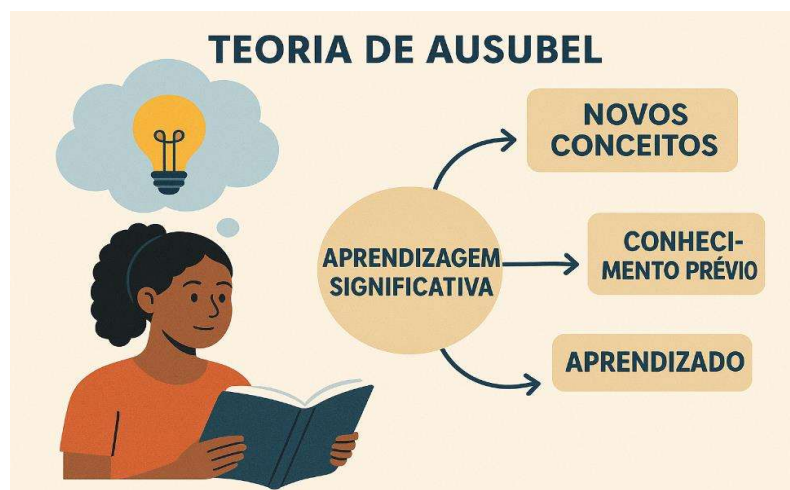 TEORIA DE AUSUBEL
NOVOS
CONCEITOS
APRENDIZAGEM
SIGNIFICATIVA
CONHECI-
MENTO PRÉVIO
APRENDIZADO